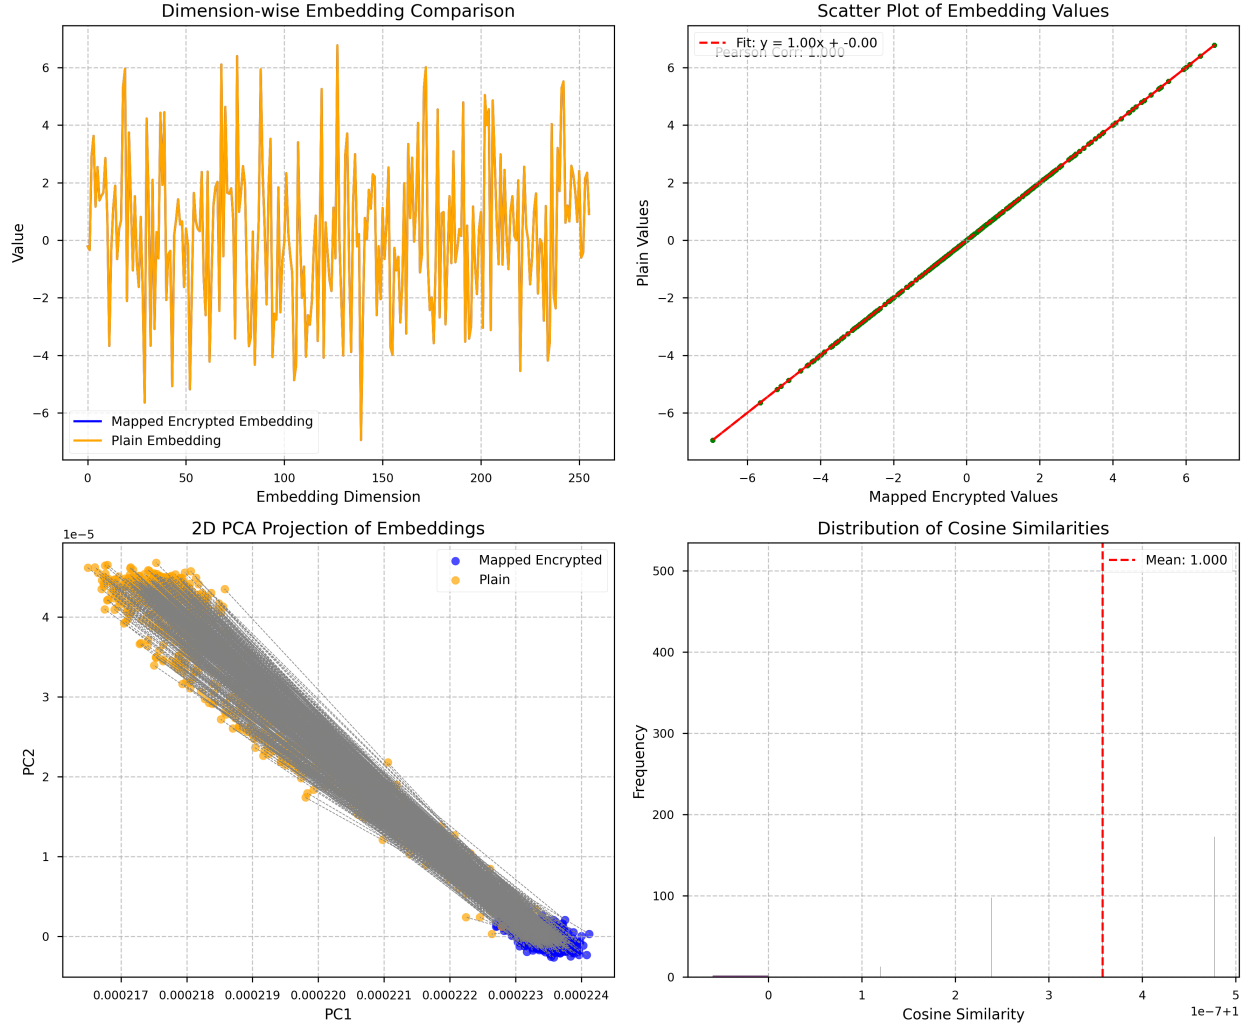 Dimension-wise Embedding Comparison
Value
6
4
2
0
−2
−4
−6
Mapped Encrypted Embedding
Plain Embedding
0 50 100 150 200 250
Embedding Dimension
Scatter Plot of Embedding Values
Fit: y = 1.00x + -0.00
Pearson Corr: 1.000
Plain Values
6
4
2
0
−2
−4
−6
−6 −4 −2 0 2 4 6
Mapped Encrypted Values
2D PCA Projection of Embeddings
1e−5
Mapped Encrypted
Plain
PC2
4
3
2
1
0
0.000217 0.000218 0.000219 0.000220 0.000221 0.000222 0.000223 0.000224
PC1
Distribution of Cosine Similarities
Mean: 1.000
Frequency
500
400
300
200
100
0
0 1 2 3 4 5
1e−7+1
Cosine Similarity